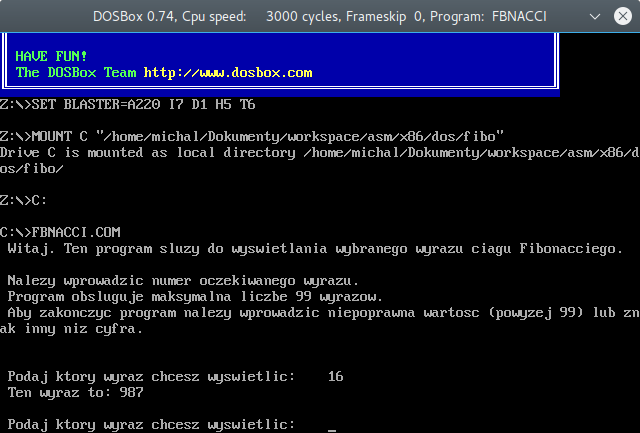 DOSBox 0.74, Cpu speed:    3000 cycles, Frameskip  0, Program:  FBNACCI
HAVE FUN!
The DOSBox Team http://www.dosbox.com
Z:\>SET BLASTER=A220 I7 D1 H5 T6
Z:\>MOUNT C "/home/michal/Dokumenty/workspace/asm/x86/dos/fibo"
Drive C is mounted as local directory /home/michal/Dokumenty/workspace/asm/x86/d
os/fibo/
Z:\>C:
C:\>FBNACCI.COM
Witaj. Ten program sluzy do wyswietlania wybranego wyrazu ciagu Fibonacciego.
Nalezy wprowadzic numer oczekiwanego wyrazu.
Program obsluguje maksymalna liczbe 99 wyrazow.
Aby zakonczyc program nalezy wprowadzic niepoprawna wartosc (powyzej 99) lub zn
ak inny niz cyfra.
Podaj ktory wyraz chcesz wyswietlic:    16
Ten wyraz to: 987
Podaj ktory wyraz chcesz wyswietlic:    _